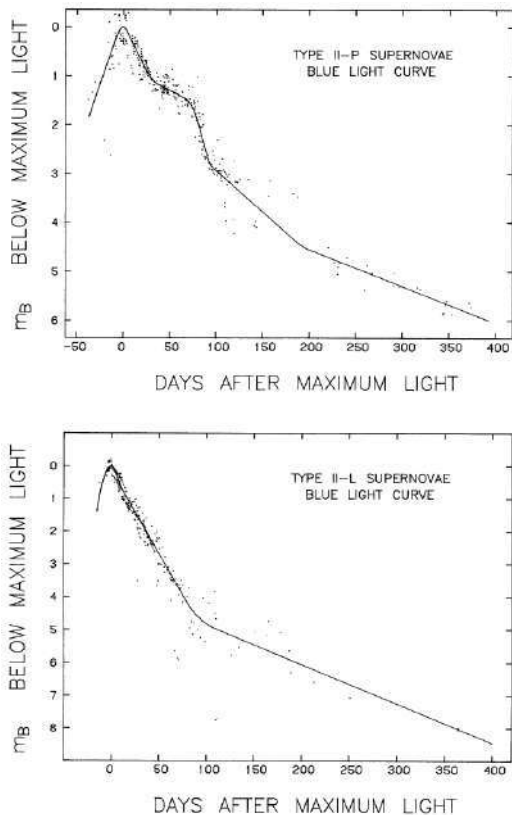 TYPE II-P SUPERNOVAE
BLUE LIGHT CURVE
mB BELOW MAXIMUM LIGHT
0
1
2
3
4
5
6
-50 0 50 100 150 200 250 300 350 400
DAYS AFTER MAXIMUM LIGHT
TYPE II-L SUPERNOVAE
BLUE LIGHT CURVE
mB BELOW MAXIMUM LIGHT
0
1
2
3
4
5
6
7
8
0 50 100 150 200 250 300 350 400
DAYS AFTER MAXIMUM LIGHT